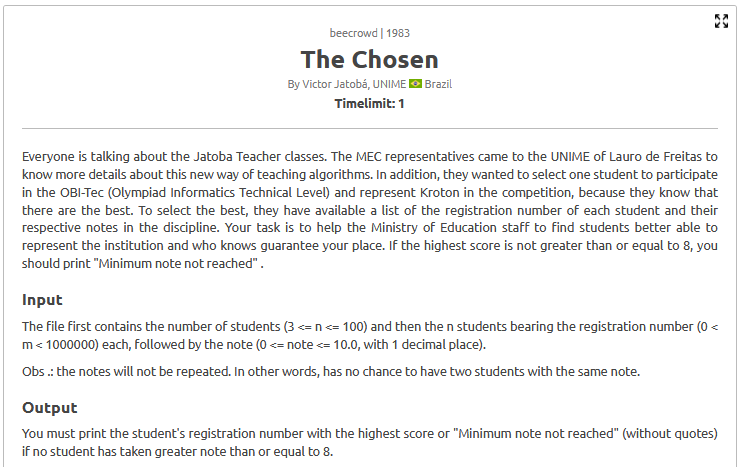 beecrowd | 1983
The Chosen
By Victor Jatobá, UNIME Brazil
Timelimit: 1
Everyone is talking about the Jatoba Teacher classes. The MEC representatives came to the UNIME of Lauro de Freitas to
know more details about this new way of teaching algorithms. In addition, they wanted to select one student to participate
in the OBI-Tec (Olympiad Informatics Technical Level) and represent Kroton in the competition, because they know that
there are the best. To select the best, they have available a list of the registration number of each student and their
respective notes in the discipline. Your task is to help the Ministry of Education staff to find students better able to
represent the institution and who knows guarantee your place. If the highest score is not greater than or equal to 8, you
should print "Minimum note not reached" .
Input
The file first contains the number of students (3 <= n <= 100) and then the n students bearing the registration number (0 <
m < 1000000) each, followed by the note (0 <= note <= 10.0, with 1 decimal place).
Obs .: the notes will not be repeated. In other words, has no chance to have two students with the same note.
Output
You must print the student's registration number with the highest score or "Minimum note not reached" (without quotes)
if no student has taken greater note than or equal to 8.